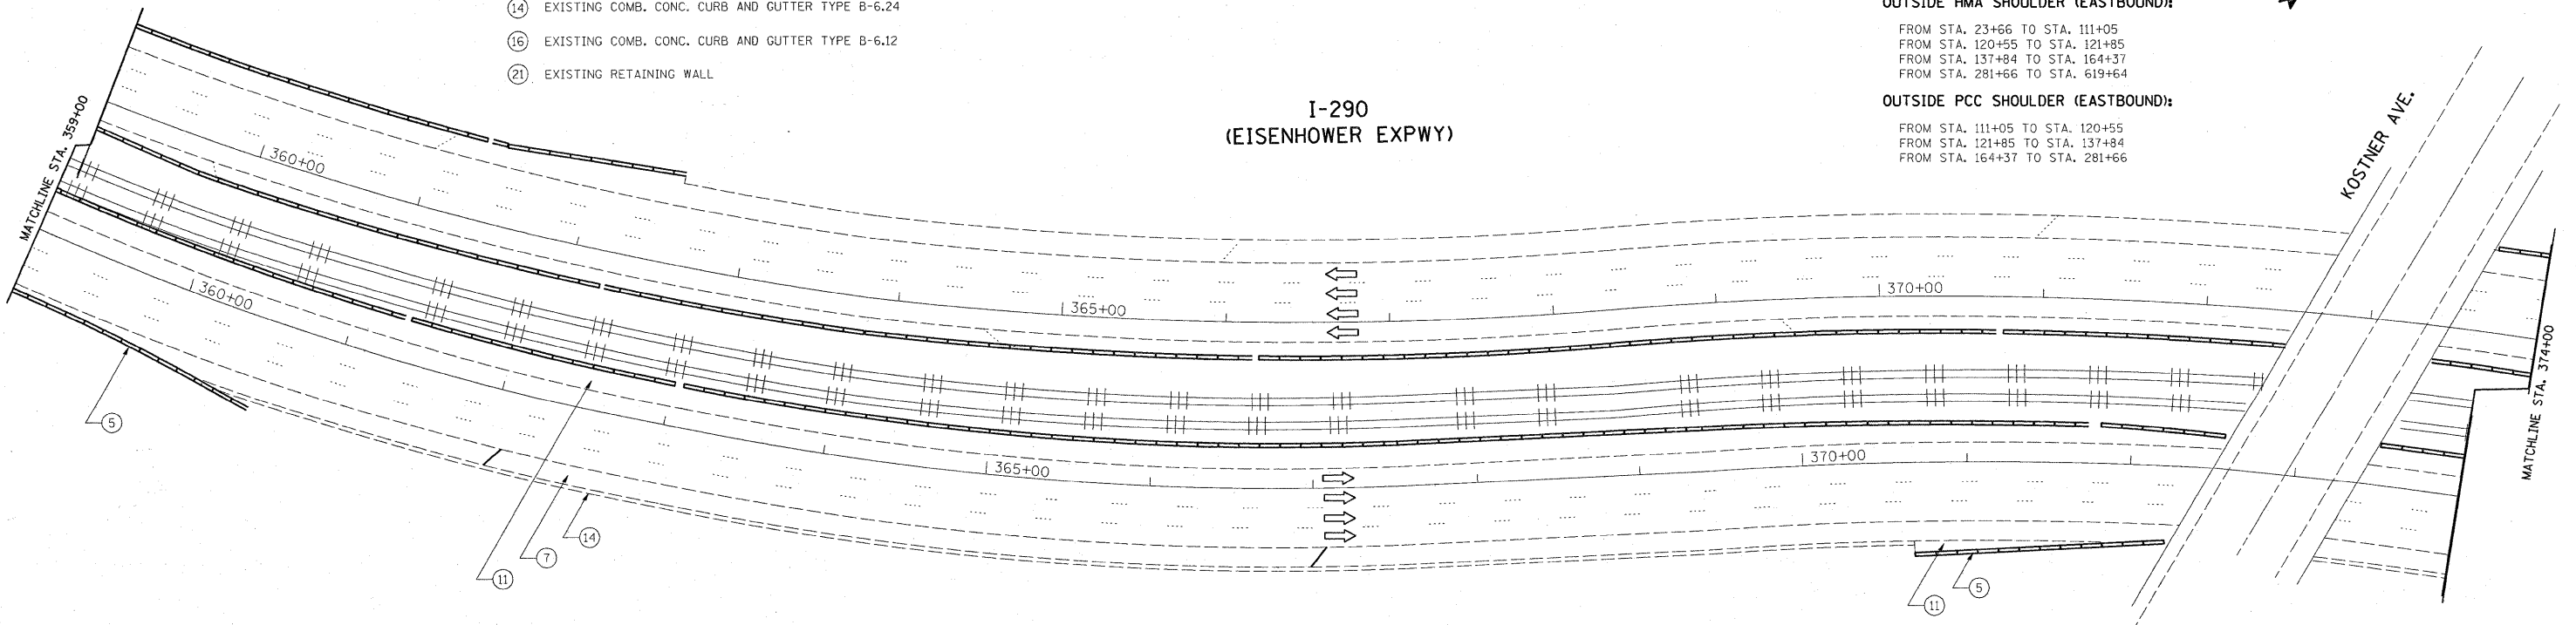 14 EXISTING COMB. CONC. CURB AND GUTTER TYPE B-6.24
16 EXISTING COMB. CONC. CURB AND GUTTER TYPE B-6.12
21 EXISTING RETAINING WALL
I-290
(EISENHOWER EXPWY)
OUTSIDE HMA SHOULDER (EASTBOUND):
FROM STA. 23+66 TO STA. 111+05
FROM STA. 120+55 TO STA. 121+85
FROM STA. 137+84 TO STA. 164+37
FROM STA. 281+66 TO STA. 619+64
OUTSIDE PCC SHOULDER (EASTBOUND):
FROM STA. 111+05 TO STA. 120+55
FROM STA. 121+85 TO STA. 137+84
FROM STA. 164+37 TO STA. 281+66
KOSTNER AVE.
MATCHLINE STA. 359+00
360+00
365+00
370+00
360+00
365+00
370+00
MATCHLINE STA. 374+00
5
14
7
11
5
11